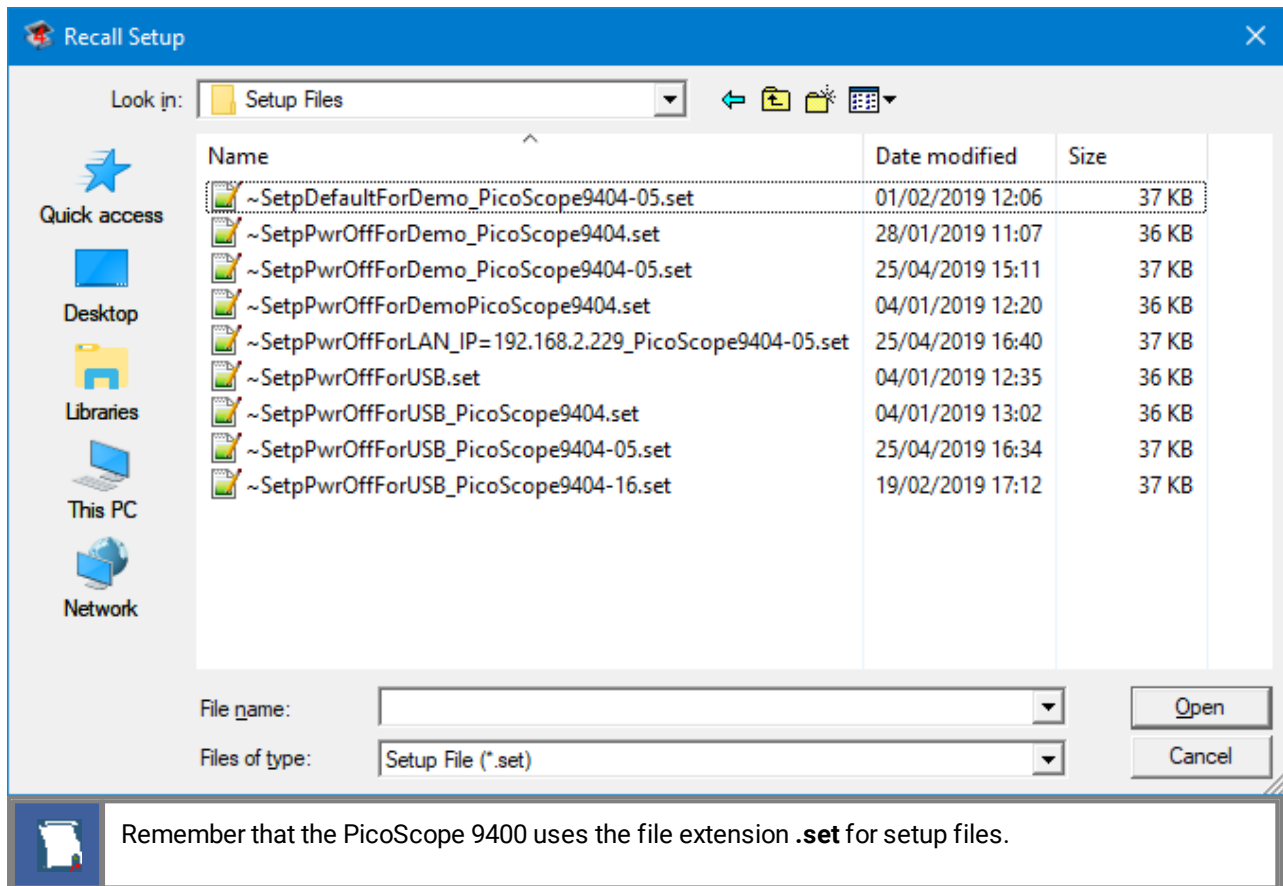 Recall Setup
Look in: Setup Files
Name Date modified Size
~SetpDefaultForDemo_PicoScope9404-05.set 01/02/2019 12:06 37 KB
~SetpPwrOffForDemo_PicoScope9404.set 28/01/2019 11:07 36 KB
~SetpPwrOffForDemo_PicoScope9404-05.set 25/04/2019 15:11 37 KB
~SetpPwrOffForDemoPicoScope9404.set 04/01/2019 12:20 36 KB
~SetpPwrOffForLAN_IP=192.168.2.229_PicoScope9404-05.set 25/04/2019 16:40 37 KB
~SetpPwrOffForUSB.set 04/01/2019 12:35 36 KB
~SetpPwrOffForUSB_PicoScope9404.set 04/01/2019 13:02 36 KB
~SetpPwrOffForUSB_PicoScope9404-05.set 25/04/2019 16:34 37 KB
~SetpPwrOffForUSB_PicoScope9404-16.set 19/02/2019 17:12 37 KB
Quick access
Desktop
Libraries
This PC
Network
File name: Open
Files of type: Setup File (*.set) Cancel
Remember that the PicoScope 9400 uses the file extension .set for setup files.